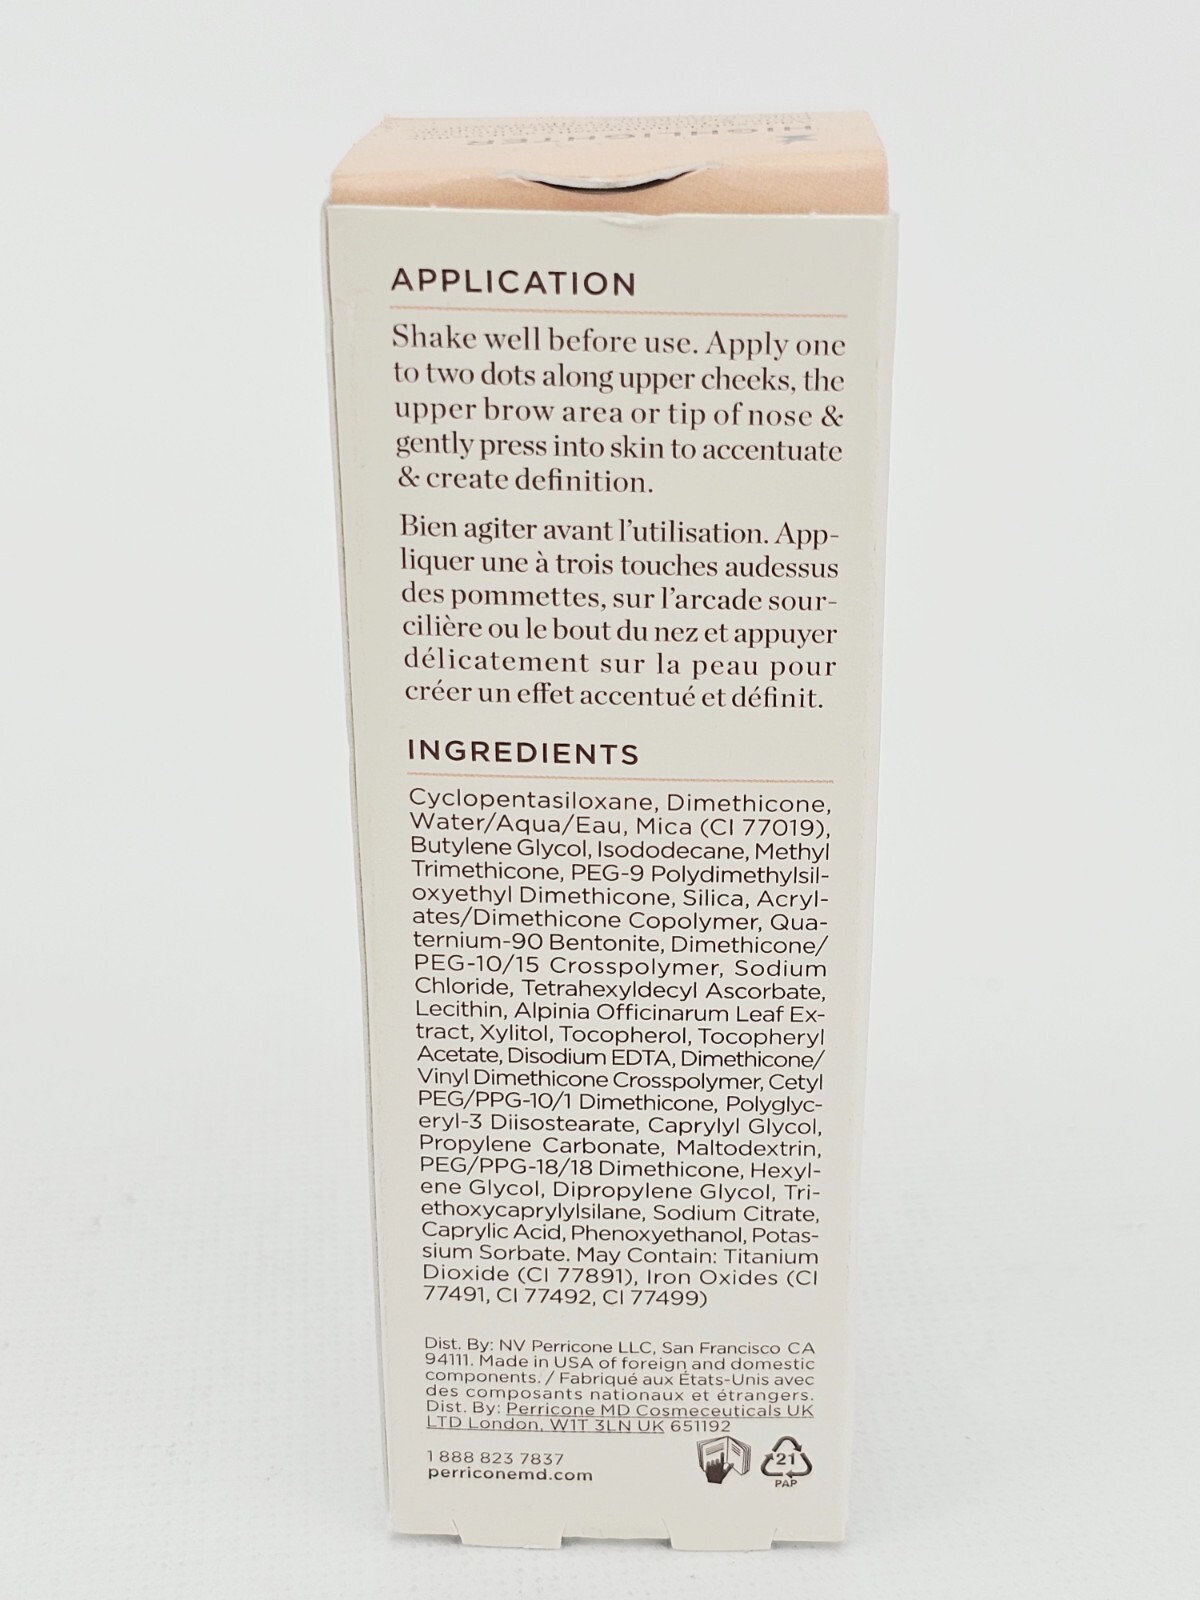 HIGHLIGHTER
APPLICATION
Shake well before use. Apply one
to two dots along upper cheeks, the
upper brow area or tip of nose &
gently press into skin to accentuate
& create definition.
Bien agiter avant l'utilisation. App-
liquer une à trois touches audessus
des pommettes, sur l'arcade sour-
cilière ou le bout du nez et appuyer
délicatement sur la peau pour
créer un effet accentué et définit.
INGREDIENTS
Cyclopentasiloxane, Dimethicone,
Water/Aqua/Eau, Mica (CI 77019),
Butylene Glycol, Isododecane, Methyl
Trimethicone, PEG-9 Polydimethylsil-
oxyethyl Dimethicone, Silica, Acryl-
ates/Dimethicone Copolymer, Qua-
ternium-90 Bentonite, Dimethicone/
PEG-10/15 Crosspolymer, Sodium
Chloride, Tetrahexyldecyl Ascorbate,
Lecithin, Alpinia Officinarum Leaf Ex-
tract, Xylitol, Tocopherol, Tocopheryl
Acetate, Disodium EDTA, Dimethicone/
Vinyl Dimethicone Crosspolymer, Cetyl
PEG/PPG-10/1 Dimethicone, Polyglyc-
eryl-3 Diisostearate, Caprylyl Glycol,
Propylene Carbonate, Maltodextrin,
PEG/PPG-18/18 Dimethicone, Hexyl-
ene Glycol, Dipropylene Glycol, Tri-
ethoxycaprylylsilane, Sodium Citrate,
Caprylic Acid, Phenoxyethanol, Potas-
sium Sorbate. May Contain: Titanium
Dioxide (CI 77891), Iron Oxides (CI
77491, CI 77492, CI 77499)
Dist. By: NV Perricone LLC, San Francisco CA
94111. Made in USA of foreign and domestic
components. / Fabriqué aux États-Unis avec
des composants nationaux et étrangers.
Dist. By: Perricone MD Cosmeceuticals UK
LTD London, W1T 3LN UK 651192
1 888 823 7837
perriconemd.com
21
PAP